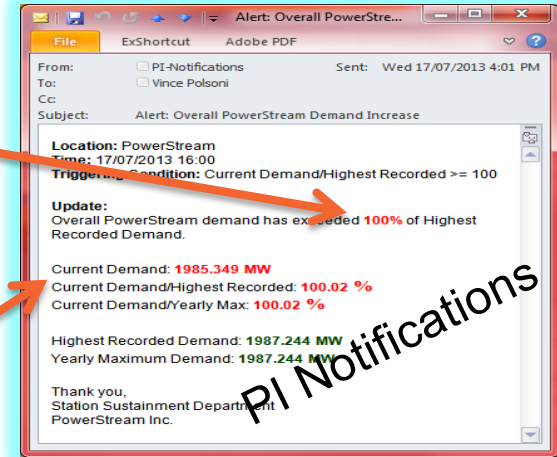 Alert: Overall PowerStre...
File ExShortcut Adobe PDF
From: PI-Notifications Sent: Wed 17/07/2013 4:01 PM
To: Vince Polsoni
Cc:
Subject: Alert: Overall PowerStream Demand Increase
Location: PowerStream
Time: 17/07/2013 16:00
Triggering Condition: Current Demand/Highest Recorded >= 100
Update:
Overall PowerStream demand has exceeded 100% of Highest
Recorded Demand.
Current Demand: 1985.349 MW
Current Demand/Highest Recorded: 100.02 %
Current Demand/Yearly Max: 100.02 %
Highest Recorded Demand: 1987.244 MW
Yearly Maximum Demand: 1987.244 MW
Thank you,
Station Sustainment Department
PowerStream Inc.
PI Notifications